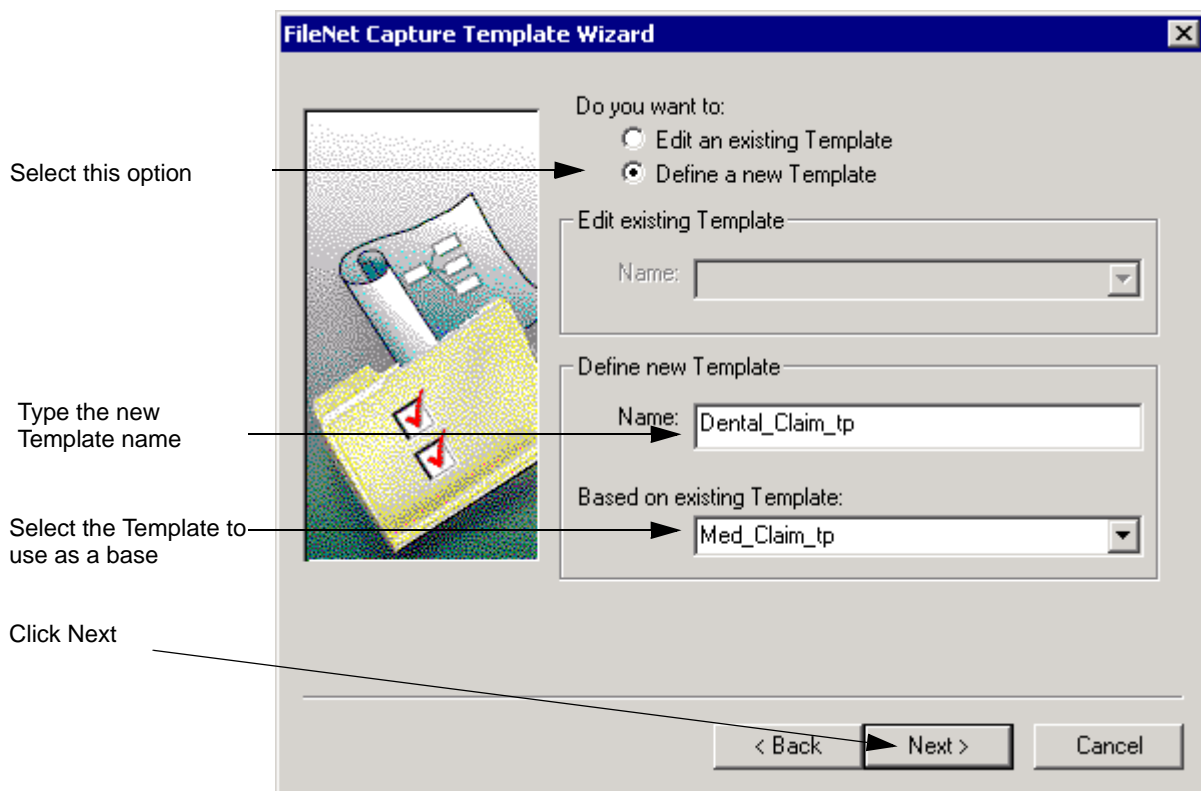 FileNet Capture Template Wizard
Do you want to:
Edit an existing Template
Select this option
Define a new Template
Edit existing Template
Name:
Define new Template
Type the new
Template name
Name:
Dental_Claim_tp
Based on existing Template:
Select the Template to
use as a base
Med_Claim_tp
Click Next
< Back
Next >
Cancel